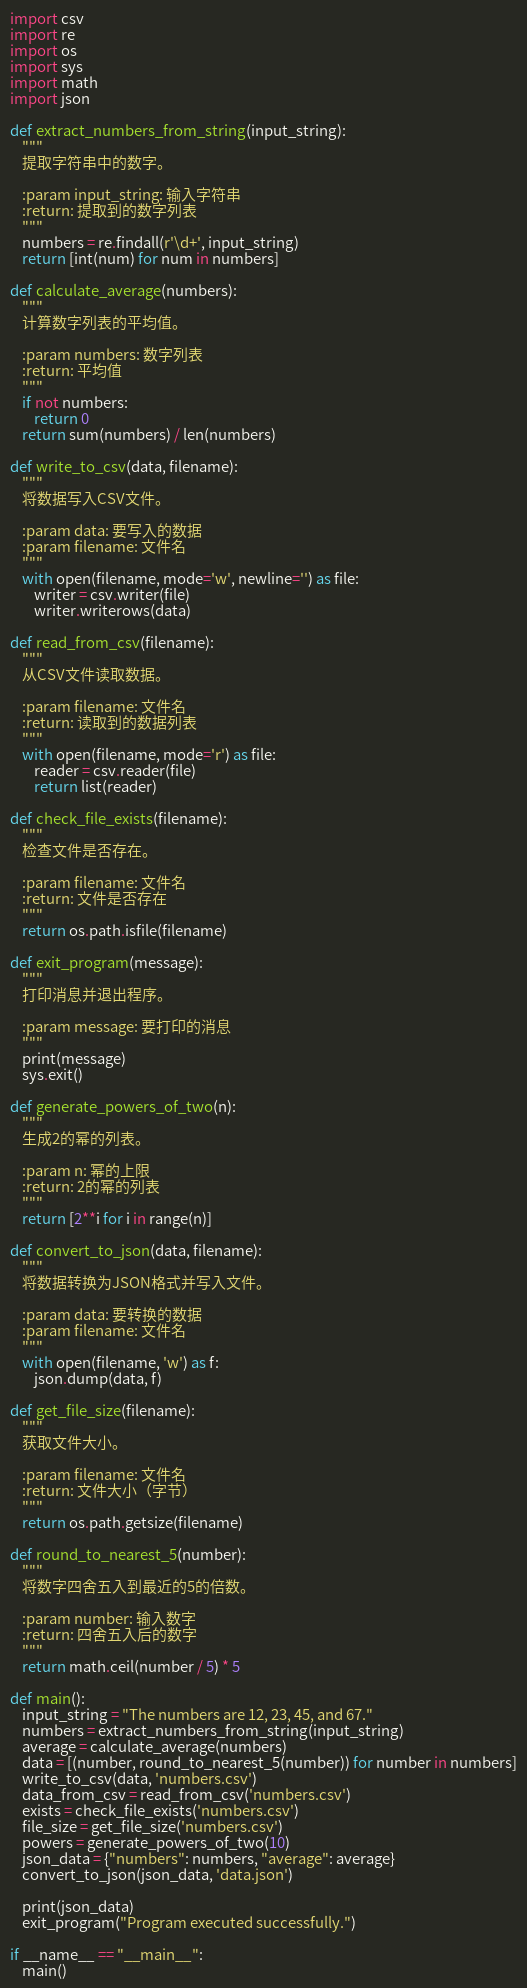 import csv
import re
import os
import sys
import math
import json

def extract_numbers_from_string(input_string):
    """
    提取字符串中的数字。

    :param input_string: 输入字符串
    :return: 提取到的数字列表
    """
    numbers = re.findall(r'\d+', input_string)
    return [int(num) for num in numbers]

def calculate_average(numbers):
    """
    计算数字列表的平均值。

    :param numbers: 数字列表
    :return: 平均值
    """
    if not numbers:
        return 0
    return sum(numbers) / len(numbers)

def write_to_csv(data, filename):
    """
    将数据写入CSV文件。

    :param data: 要写入的数据
    :param filename: 文件名
    """
    with open(filename, mode='w', newline='') as file:
        writer = csv.writer(file)
        writer.writerows(data)

def read_from_csv(filename):
    """
    从CSV文件读取数据。

    :param filename: 文件名
    :return: 读取到的数据列表
    """
    with open(filename, mode='r') as file:
        reader = csv.reader(file)
        return list(reader)

def check_file_exists(filename):
    """
    检查文件是否存在。

    :param filename: 文件名
    :return: 文件是否存在
    """
    return os.path.isfile(filename)

def exit_program(message):
    """
    打印消息并退出程序。

    :param message: 要打印的消息
    """
    print(message)
    sys.exit()

def generate_powers_of_two(n):
    """
    生成2的幂的列表。

    :param n: 幂的上限
    :return: 2的幂的列表
    """
    return [2**i for i in range(n)]

def convert_to_json(data, filename):
    """
    将数据转换为JSON格式并写入文件。

    :param data: 要转换的数据
    :param filename: 文件名
    """
    with open(filename, 'w') as f:
        json.dump(data, f)

def get_file_size(filename):
    """
    获取文件大小。

    :param filename: 文件名
    :return: 文件大小（字节）
    """
    return os.path.getsize(filename)

def round_to_nearest_5(number):
    """
    将数字四舍五入到最近的5的倍数。

    :param number: 输入数字
    :return: 四舍五入后的数字
    """
    return math.ceil(number / 5) * 5

def main():
    input_string = "The numbers are 12, 23, 45, and 67."
    numbers = extract_numbers_from_string(input_string)
    average = calculate_average(numbers)
    data = [(number, round_to_nearest_5(number)) for number in numbers]
    write_to_csv(data, 'numbers.csv')
    data_from_csv = read_from_csv('numbers.csv')
    exists = check_file_exists('numbers.csv')
    file_size = get_file_size('numbers.csv')
    powers = generate_powers_of_two(10)
    json_data = {"numbers": numbers, "average": average}
    convert_to_json(json_data, 'data.json')

    print(json_data)
    exit_program("Program executed successfully.")

if __name__ == "__main__":
    main()